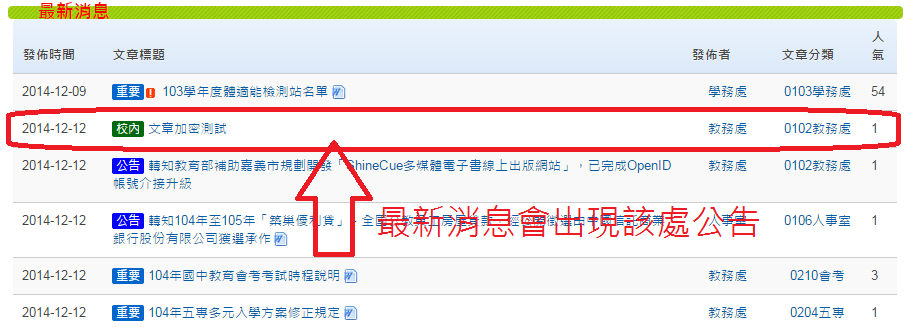 最新消息
發佈時間 文章標題 發佈者 文章分類 人氣
2014-12-09 重要 103學年度體適能檢測站名單 學務處 0103學務處 54
2014-12-12 校內 文章加密測試 教務處 0102教務處 1
2014-12-12 公告 轉知教育部補助嘉義市規劃開發「ShineCue多媒體電子書線上出版網站」，已完成OpenID 教務處 0102教務處 1
帳號介接升級
2014-12-12 公告 轉知104年至105年「築巢優利貸」 人事室 0106人事室 1
銀行股份有限公司獲選承作
最新消息會出現該處公告
2014-12-12 重要 104年國中教育會考考試時程說明 教務處 0210會考 3
2014-12-12 重要 104年五專多元入學方案修正規定 教務處 0204五專 1